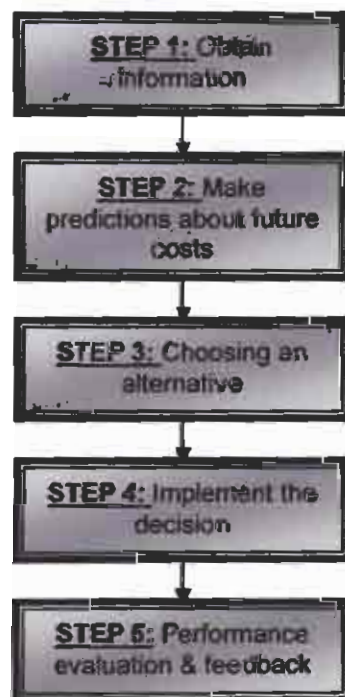 STEP 1: Obtain
information
STEP 2: Make
predictions about future
costs
STEP 3: Choosing an
alternative
STEP 4: Implement the
decision
STEP 5: Performance
evaluation & feedback